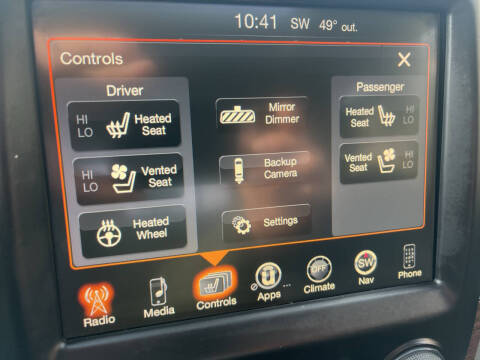 10:41 SW 49° out.
Controls
Driver
HI
LO
Heated
Seat
HI
LO
Vented
Seat
Heated
Wheel
Mirror
Dimmer
Backup
Camera
Settings
Passenger
Heated
Seat
HI
LO
Vented
Seat
HI
LO
Radio
Media
Controls
Apps ...
OFF
Climate
SW
Nav
Phone